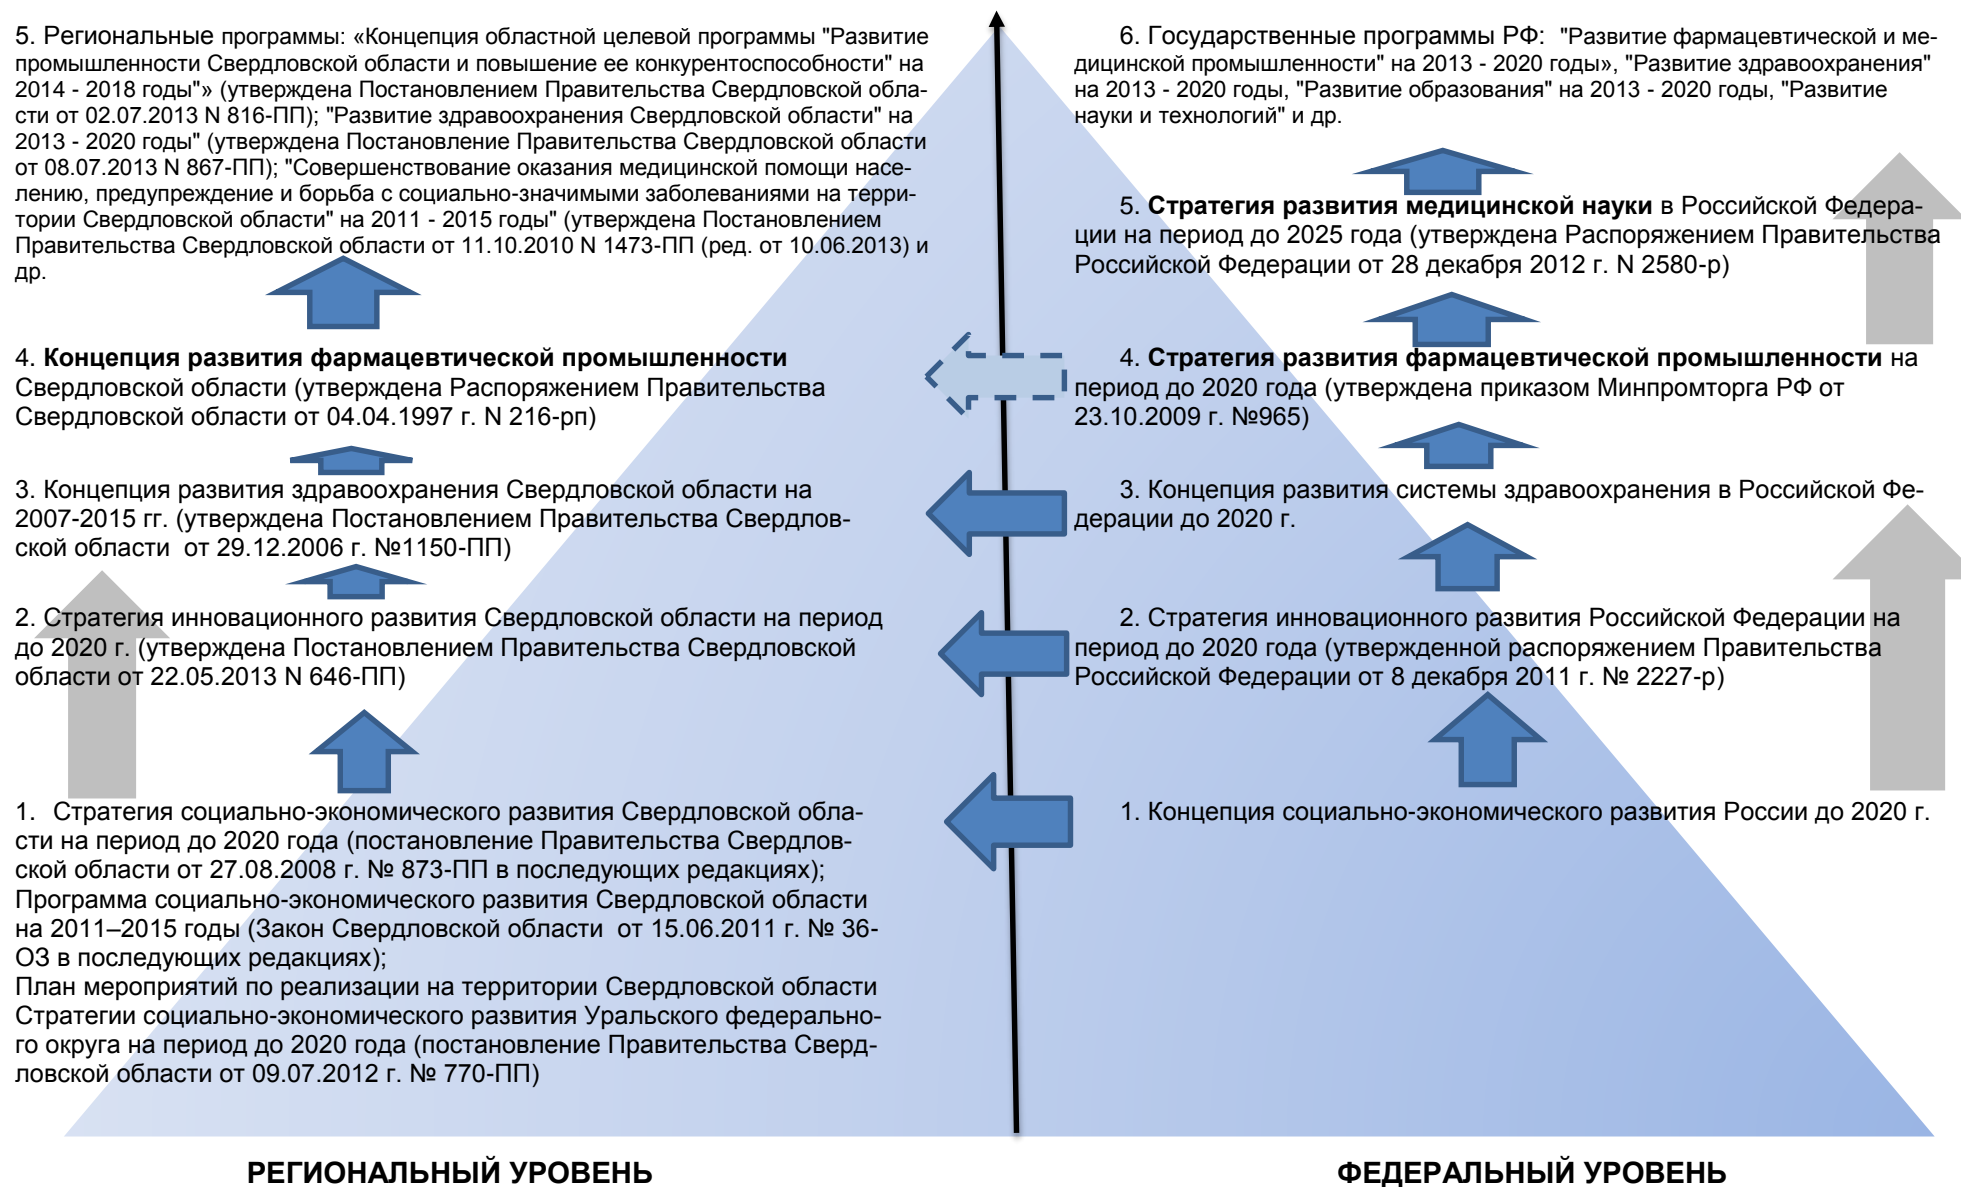 5. Региональные программы: «Концепция областной целевой программы "Развитие
промышленности Свердловской области и повышение ее конкурентоспособности" на
2014 - 2018 годы"» (утверждена Постановлением Правительства Свердловской обла-
сти от 02.07.2013 N 816-ПП); "Развитие здравоохранения Свердловской области" на
2013 - 2020 годы" (утверждена Постановление Правительства Свердловской области
от 08.07.2013 N 867-ПП); "Совершенствование оказания медицинской помощи насе-
лению, предупреждение и борьба с социально-значимыми заболеваниями на терри-
тории Свердловской области" на 2011 - 2015 годы" (утверждена Постановлением
Правительства Свердловской области от 11.10.2010 N 1473-ПП (ред. от 10.06.2013) и
др.
4. Концепция развития фармацевтической промышленности
Свердловской области (утверждена Распоряжением Правительства
Свердловской области от 04.04.1997 г. N 216-рп)
3. Концепция развития здравоохранения Свердловской области на
2007-2015 гг. (утверждена Постановлением Правительства Свердлов-
ской области от 29.12.2006 г. №1150-ПП)
2. Стратегия инновационного развития Свердловской области на период
до 2020 г. (утверждена Постановлением Правительства Свердловской
области от 22.05.2013 N 646-ПП)
1. Стратегия социально-экономического развития Свердловской обла-
сти на период до 2020 года (постановление Правительства Свердлов-
ской области от 27.08.2008 г. № 873-ПП в последующих редакциях);
Программа социально-экономического развития Свердловской области
на 2011–2015 годы (Закон Свердловской области от 15.06.2011 г. № 36-
ОЗ в последующих редакциях);
План мероприятий по реализации на территории Свердловской области
Стратегии социально-экономического развития Уральского федерально-
го округа на период до 2020 года (постановление Правительства Сверд-
ловской области от 09.07.2012 г. № 770-ПП)
РЕГИОНАЛЬНЫЙ УРОВЕНЬ
6. Государственные программы РФ: "Развитие фармацевтической и ме-
дицинской промышленности" на 2013 - 2020 годы», "Развитие здравоохранения"
на 2013 - 2020 годы, "Развитие образования" на 2013 - 2020 годы, "Развитие
науки и технологий" и др.
5. Стратегия развития медицинской науки в Российской Федера-
ции на период до 2025 года (утверждена Распоряжением Правительства
Российской Федерации от 28 декабря 2012 г. N 2580-р)
4. Стратегия развития фармацевтической промышленности на
период до 2020 года (утверждена приказом Минпромторга РФ от
23.10.2009 г. №965)
3. Концепция развития системы здравоохранения в Российской Фе-
дерации до 2020 г.
2. Стратегия инновационного развития Российской Федерации на
период до 2020 года (утвержденной распоряжением Правительства
Российской Федерации от 8 декабря 2011 г. № 2227-р)
1. Концепция социально-экономического развития России до 2020 г.
ФЕДЕРАЛЬНЫЙ УРОВЕНЬ